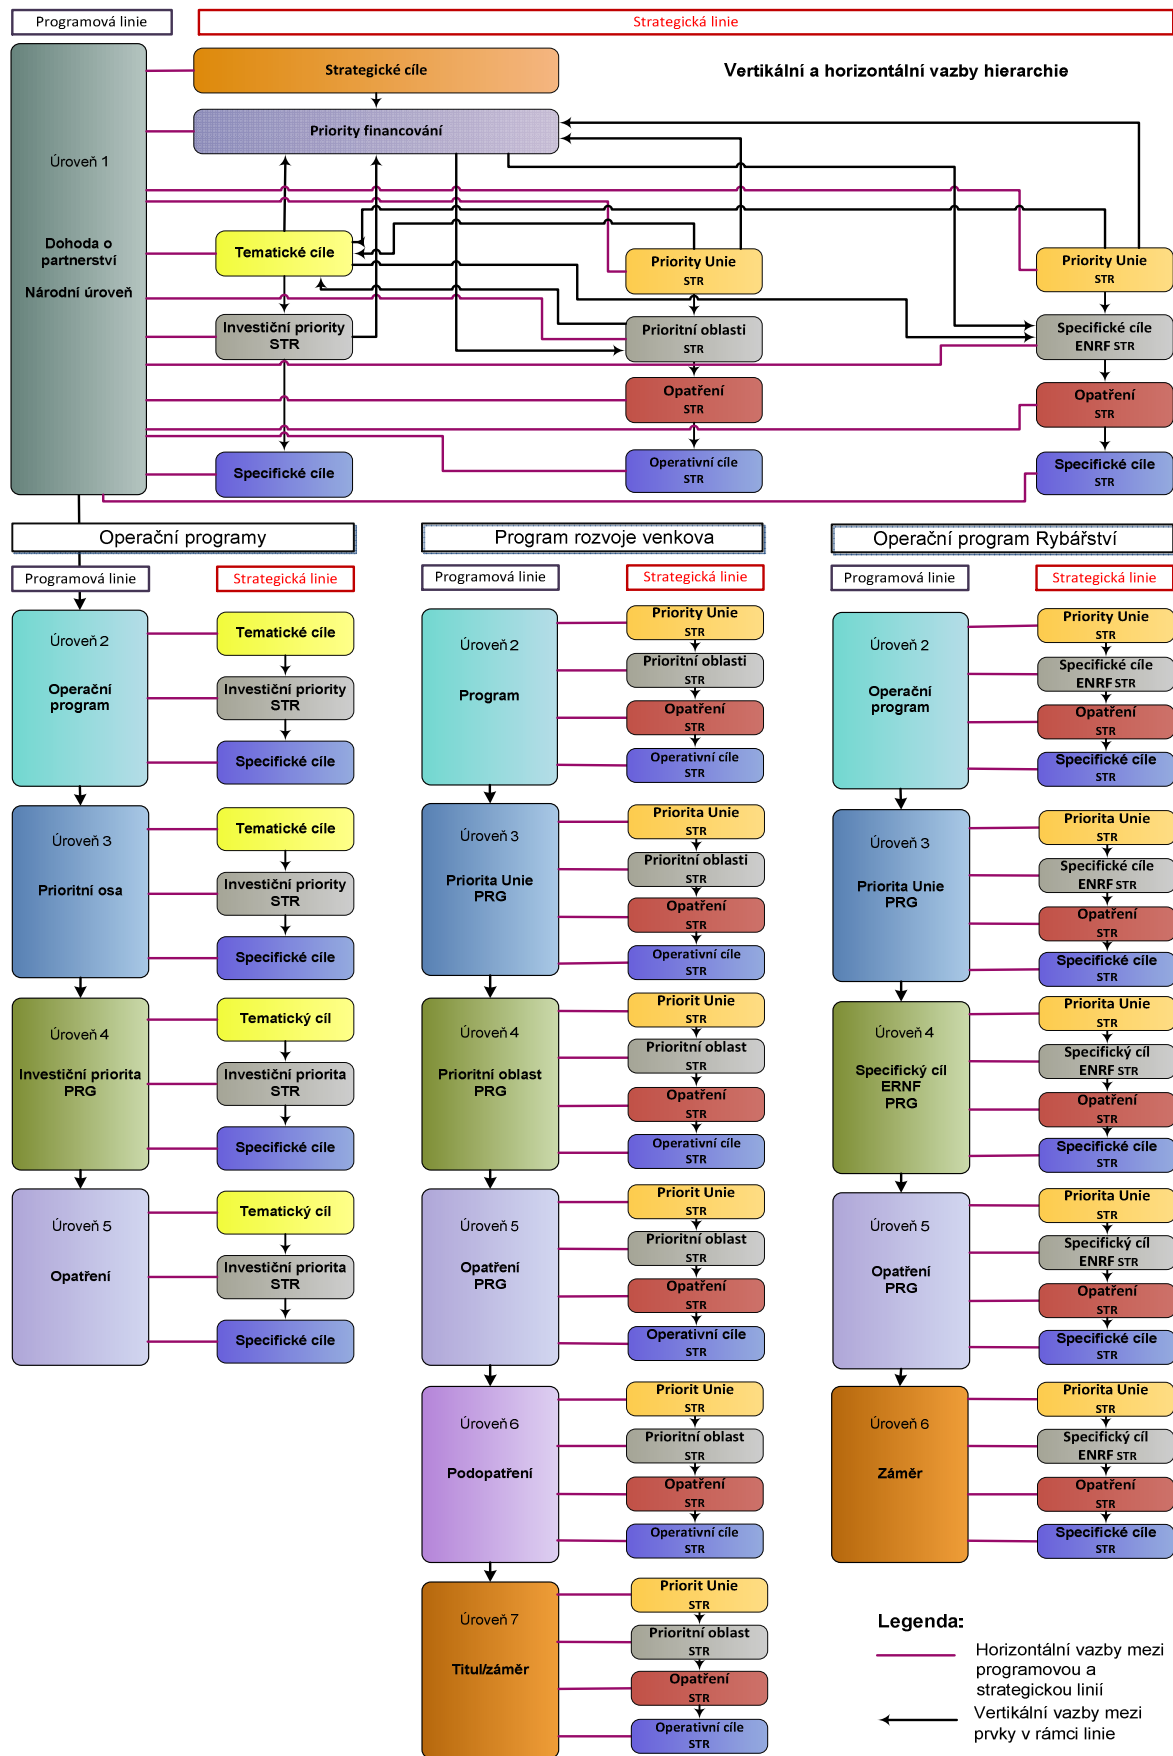 Programová linie
Strategická linie
Vertikální a horizontální vazby hierarchie
Úroveň 1
Dohoda o
partnerství
Národní úroveň
Strategické cíle
Priority financování
Tematické cíle
Investiční priority
STR
Specifické cíle
Priority Unie
STR
Prioritní oblasti
STR
Opatření
STR
Operativní cíle
STR
Priority Unie
STR
Specifické cíle
ENRF STR
Opatření
STR
Specifické cíle
STR
Operační programy
Programová linie
Strategická linie
Úroveň 2
Operační
program
Tematické cíle
Investiční priority
STR
Specifické cíle
Úroveň 3
Prioritní osa
Tematické cíle
Investiční priority
STR
Specifické cíle
Úroveň 4
Investiční priorita
PRG
Tematický cíl
Investiční priorita
STR
Specifické cíle
Úroveň 5
Opatření
Tematický cíl
Investiční priorita
STR
Specifické cíle
Program rozvoje venkova
Programová linie
Strategická linie
Úroveň 2
Program
Priority Unie
STR
Prioritní oblasti
STR
Opatření
STR
Operativní cíle
STR
Úroveň 3
Priorita Unie
PRG
Priorita Unie
STR
Prioritní oblasti
STR
Opatření
STR
Operativní cíle
STR
Úroveň 4
Prioritní oblast
PRG
Priorit Unie
STR
Prioritní oblast
STR
Opatření
STR
Operativní cíle
STR
Úroveň 5
Opatření
PRG
Priorit Unie
STR
Prioritní oblast
STR
Opatření
STR
Operativní cíle
STR
Úroveň 6
Podopatření
Priorit Unie
STR
Prioritní oblast
STR
Opatření
STR
Operativní cíle
STR
Úroveň 7
Titul/záměr
Priorit Unie
STR
Prioritní oblast
STR
Opatření
STR
Operativní cíle
STR
Operační program Rybářství
Programová linie
Strategická linie
Úroveň 2
Operační
program
Priority Unie
STR
Specifické cíle
ENRF STR
Opatření
STR
Specifické cíle
STR
Úroveň 3
Priorita Unie
PRG
Priorita Unie
STR
Specifické cíle
ENRF STR
Opatření
STR
Specifické cíle
STR
Úroveň 4
Specifický cíl
ERNF
PRG
Priorita Unie
STR
Specifický cíl
ENRF STR
Opatření
STR
Specifické cíle
STR
Úroveň 5
Opatření
PRG
Priorita Unie
STR
Specifický cíl
ENRF STR
Opatření
STR
Specifické cíle
STR
Úroveň 6
Záměr
Priorita Unie
STR
Specifický cíl
ENRF STR
Opatření
STR
Specifické cíle
STR
Legenda:
Horizontální vazby mezi
programovou a
strategickou linií
Vertikální vazby mezi
prvky v rámci linie